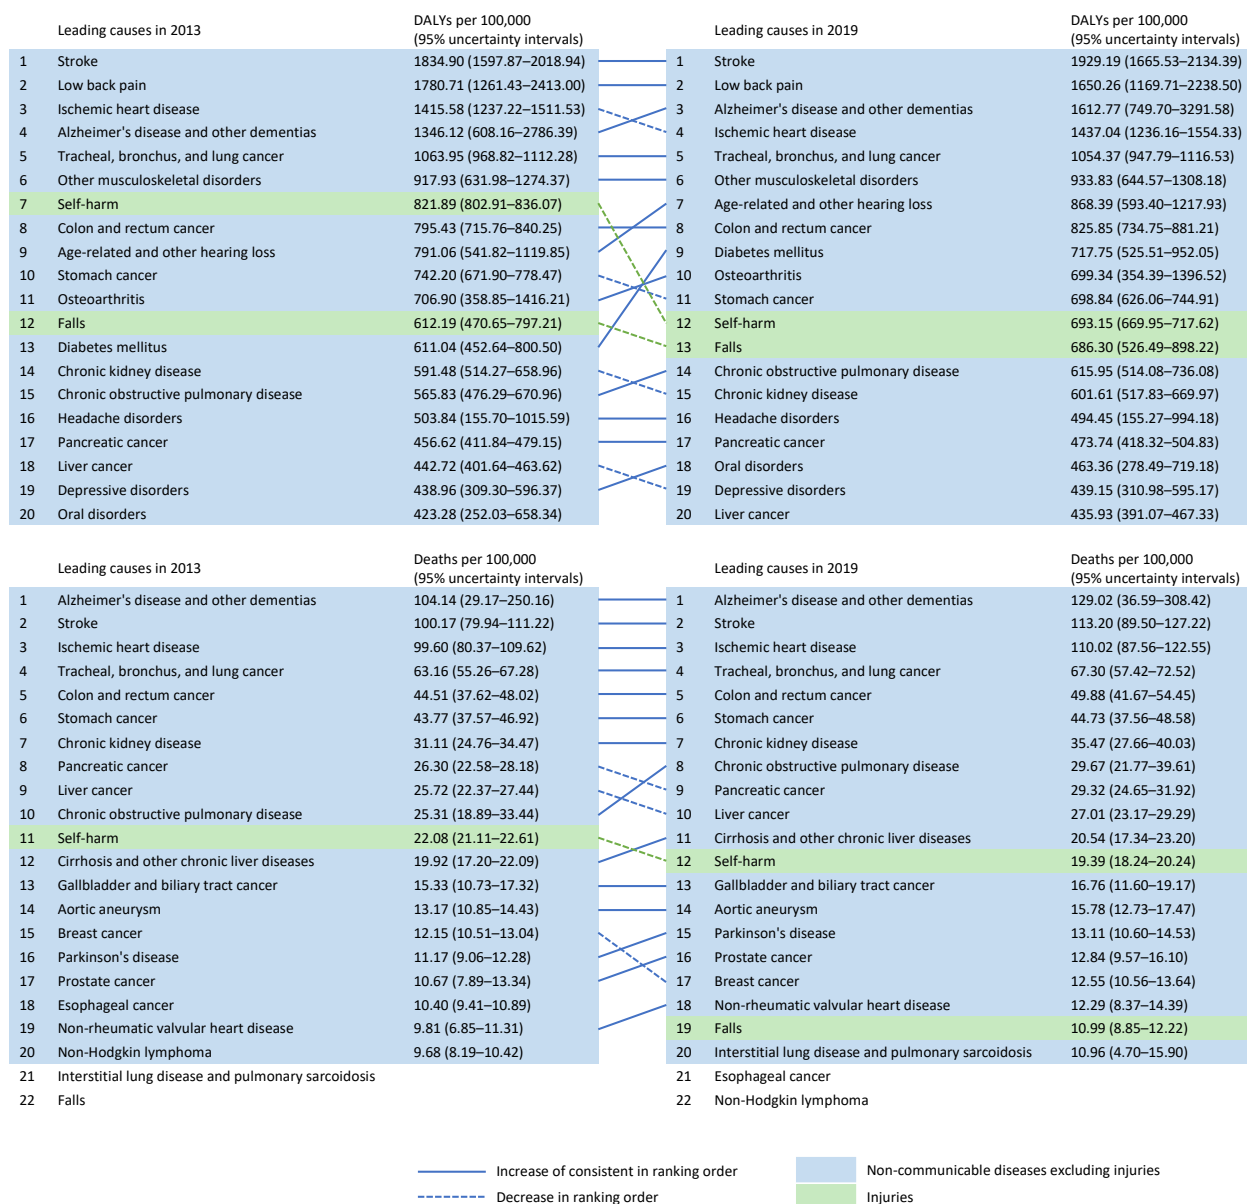 Leading causes in 2013 DALYs per 100,000 (95% uncertainty intervals) Leading causes in 2019 DALYs per 100,000 (95% uncertainty intervals)
1 Stroke 1834.90 (1597.87–2018.94) 1 Stroke 1929.19 (1665.53–2134.39)
2 Low back pain 1780.71 (1261.43–2413.00) 2 Low back pain 1650.26 (1169.71–2238.50)
3 Ischemic heart disease 1415.58 (1237.22–1511.53) 3 Alzheimer's disease and other dementias 1612.77 (749.70–3291.58)
4 Alzheimer's disease and other dementias 1346.12 (608.16–2786.39) 4 Ischemic heart disease 1437.04 (1236.16–1554.33)
5 Tracheal, bronchus, and lung cancer 1063.95 (968.82–1112.28) 5 Tracheal, bronchus, and lung cancer 1054.37 (947.79–1116.53)
6 Other musculoskeletal disorders 917.93 (631.98–1274.37) 6 Other musculoskeletal disorders 933.83 (644.57–1308.18)
7 Self-harm 821.89 (802.91–836.07) 7 Age-related and other hearing loss 868.39 (593.40–1217.93)
8 Colon and rectum cancer 795.43 (715.76–840.25) 8 Colon and rectum cancer 825.85 (734.75–881.21)
9 Age-related and other hearing loss 791.06 (541.82–1119.85) 9 Diabetes mellitus 717.75 (525.51–952.05)
10 Stomach cancer 742.20 (671.90–778.47) 10 Osteoarthritis 699.34 (354.39–1396.52)
11 Osteoarthritis 706.90 (358.85–1416.21) 11 Stomach cancer 698.84 (626.06–744.91)
12 Falls 612.19 (470.65–797.21) 12 Self-harm 693.15 (669.95–717.62)
13 Diabetes mellitus 611.04 (452.64–800.50) 13 Falls 686.30 (526.49–898.22)
14 Chronic kidney disease 591.48 (514.27–658.96) 14 Chronic obstructive pulmonary disease 615.95 (514.08–736.08)
15 Chronic obstructive pulmonary disease 565.83 (476.29–670.96) 15 Chronic kidney disease 601.61 (517.83–669.97)
16 Headache disorders 503.84 (155.70–1015.59) 16 Headache disorders 494.45 (155.27–994.18)
17 Pancreatic cancer 456.62 (411.84–479.15) 17 Pancreatic cancer 473.74 (418.32–504.83)
18 Liver cancer 442.72 (401.64–463.62) 18 Oral disorders 463.36 (278.49–719.18)
19 Depressive disorders 438.96 (309.30–596.37) 19 Depressive disorders 439.15 (310.98–595.17)
20 Oral disorders 423.28 (252.03–658.34) 20 Liver cancer 435.93 (391.07–467.33)
Leading causes in 2013 Deaths per 100,000 (95% uncertainty intervals) Leading causes in 2019 Deaths per 100,000 (95% uncertainty intervals)
1 Alzheimer's disease and other dementias 104.14 (29.17–250.16) 1 Alzheimer's disease and other dementias 129.02 (36.59–308.42)
2 Stroke 100.17 (79.94–111.22) 2 Stroke 113.20 (89.50–127.22)
3 Ischemic heart disease 99.60 (80.37–109.62) 3 Ischemic heart disease 110.02 (87.56–122.55)
4 Tracheal, bronchus, and lung cancer 63.16 (55.26–67.28) 4 Tracheal, bronchus, and lung cancer 67.30 (57.42–72.52)
5 Colon and rectum cancer 44.51 (37.62–48.02) 5 Colon and rectum cancer 49.88 (41.67–54.45)
6 Stomach cancer 43.77 (37.57–46.92) 6 Stomach cancer 44.73 (37.56–48.58)
7 Chronic kidney disease 31.11 (24.76–34.47) 7 Chronic kidney disease 35.47 (27.66–40.03)
8 Pancreatic cancer 26.30 (22.58–28.18) 8 Chronic obstructive pulmonary disease 29.67 (21.77–39.61)
9 Liver cancer 25.72 (22.37–27.44) 9 Pancreatic cancer 29.32 (24.65–31.92)
10 Chronic obstructive pulmonary disease 25.31 (18.89–33.44) 10 Liver cancer 27.01 (23.17–29.29)
11 Self-harm 22.08 (21.11–22.61) 11 Cirrhosis and other chronic liver diseases 20.54 (17.34–23.20)
12 Cirrhosis and other chronic liver diseases 19.92 (17.20–22.09) 12 Self-harm 19.39 (18.24–20.24)
13 Gallbladder and biliary tract cancer 15.33 (10.73–17.32) 13 Gallbladder and biliary tract cancer 16.76 (11.60–19.17)
14 Aortic aneurysm 13.17 (10.85–14.43) 14 Aortic aneurysm 15.78 (12.73–17.47)
15 Breast cancer 12.15 (10.51–13.04) 15 Parkinson's disease 13.11 (10.60–14.53)
16 Parkinson's disease 11.17 (9.06–12.28) 16 Prostate cancer 12.84 (9.57–16.10)
17 Prostate cancer 10.67 (7.89–13.34) 17 Breast cancer 12.55 (10.56–13.64)
18 Esophageal cancer 10.40 (9.41–10.89) 18 Non-rheumatic valvular heart disease 12.29 (8.37–14.39)
19 Non-rheumatic valvular heart disease 9.81 (6.85–11.31) 19 Falls 10.99 (8.85–12.22)
20 Non-Hodgkin lymphoma 9.68 (8.19–10.42) 20 Interstitial lung disease and pulmonary sarcoidosis 10.96 (4.70–15.90)
21 Interstitial lung disease and pulmonary sarcoidosis 21 Esophageal cancer
22 Falls 22 Non-Hodgkin lymphoma
Increase of consistent in ranking order Non-communicable diseases excluding injuries
Decrease in ranking order Injuries